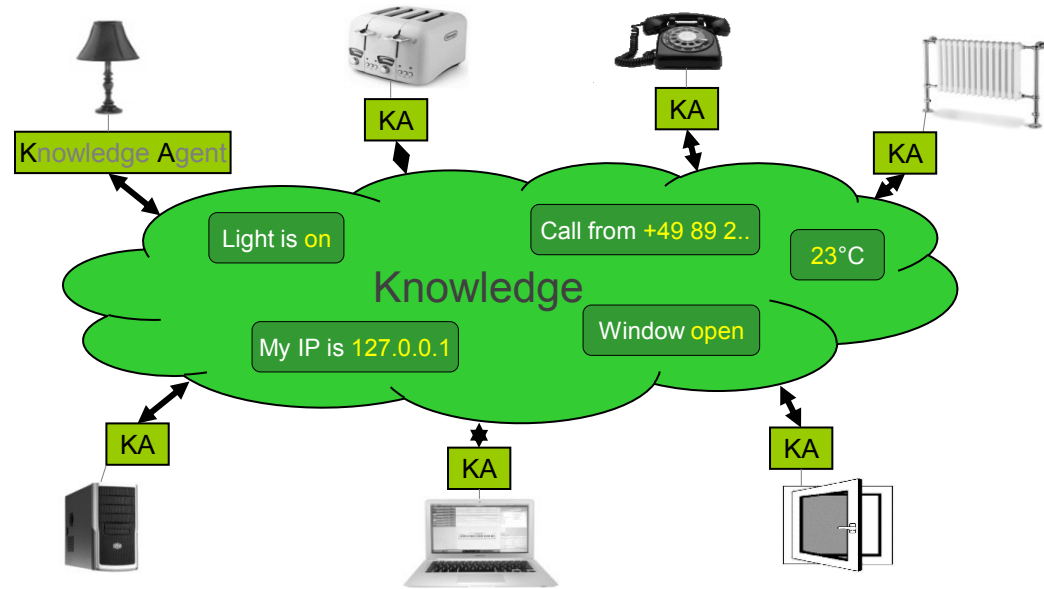 KA
KA
KA
Knowledge Agent
Light is on
Call from +49 89 2..
23°C
Knowledge
My IP is 127.0.0.1
Window open
KA
KA
KA